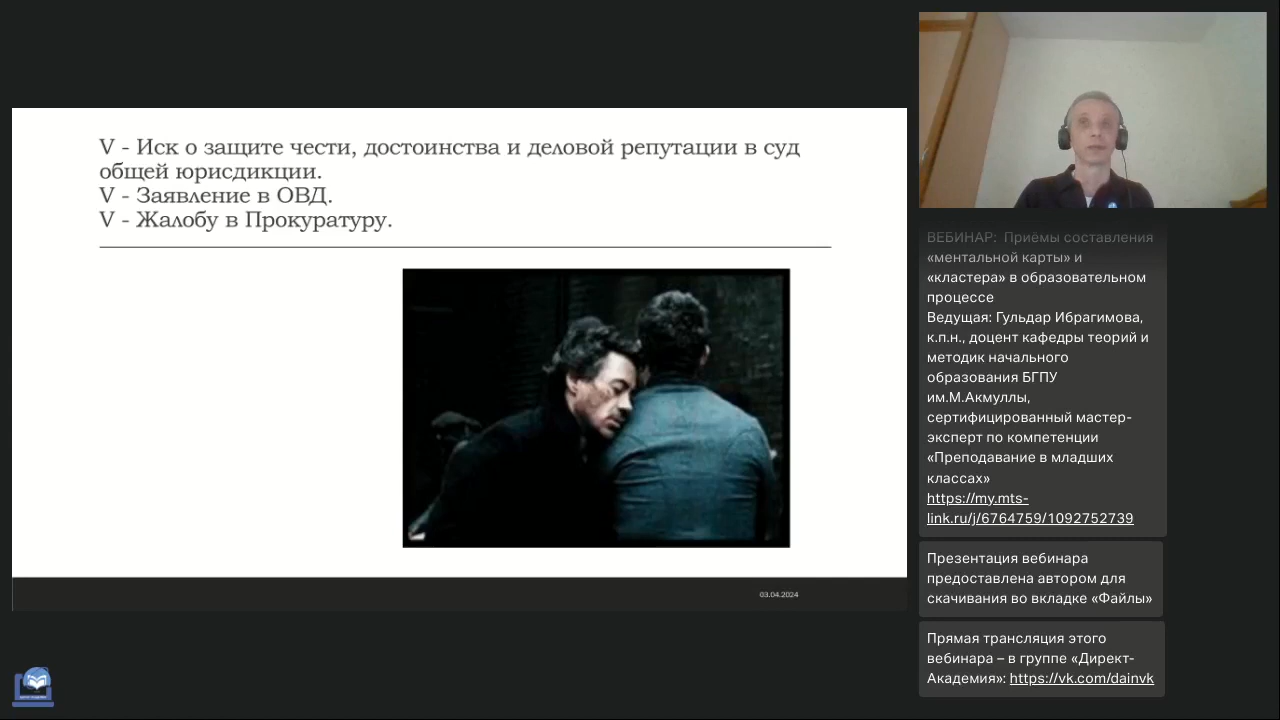 V - Иск о защите чести, достоинства и деловой репутации в суд
общей юрисдикции.
V - Заявление в ОВД.
V - Жалобу в Прокуратуру.
03.04.2024
ВЕБИНАР: Приёмы составления
«ментальной карты» и
«кластера» в образовательном
процессе
Ведущая: Гульдар Ибрагимова,
к.п.н., доцент кафедры теорий и
методик начального
образования БГПУ
им.М.Акмуллы,
сертифицированный мастер-
эксперт по компетенции
«Преподавание в младших
классах»
https://my.mts-
link.ru/j/6764759/1092752739
Презентация вебинара
предоставлена автором для
скачивания во вкладке «Файлы»
Прямая трансляция этого
вебинара – в группе «Директ-
Академия»: https://vk.com/dainvk